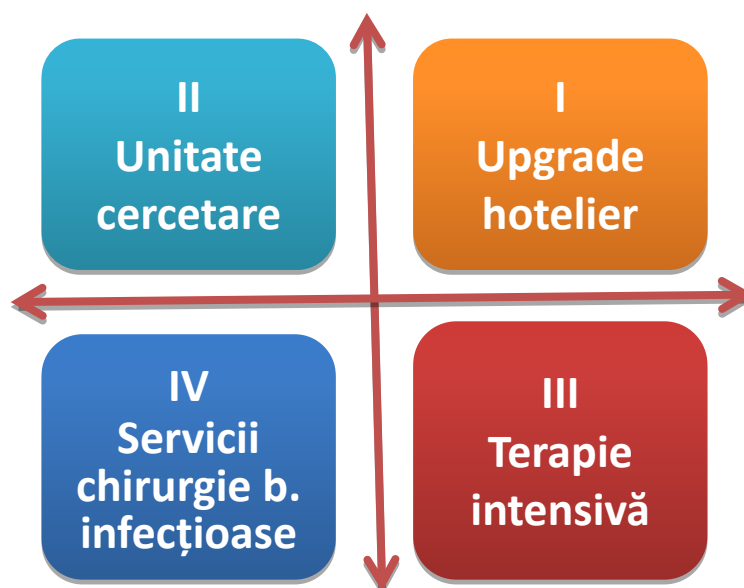 II
Unitate
cercetare
I
Upgrade
hotelier
IV
Servicii
chirurgie b.
infecțioase
III
Terapie
intensivă